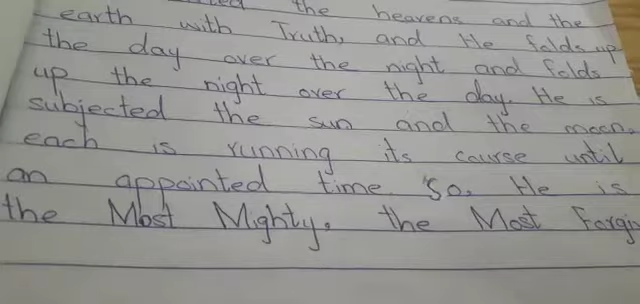 the heavens and the
earth with Truth, and He folds up
the day over the night and folds
up the night over the day. He is
subjected the sun and the moon,
each is running its course until
an appointed time. So, He is
the Most Mighty, the Most Forgi